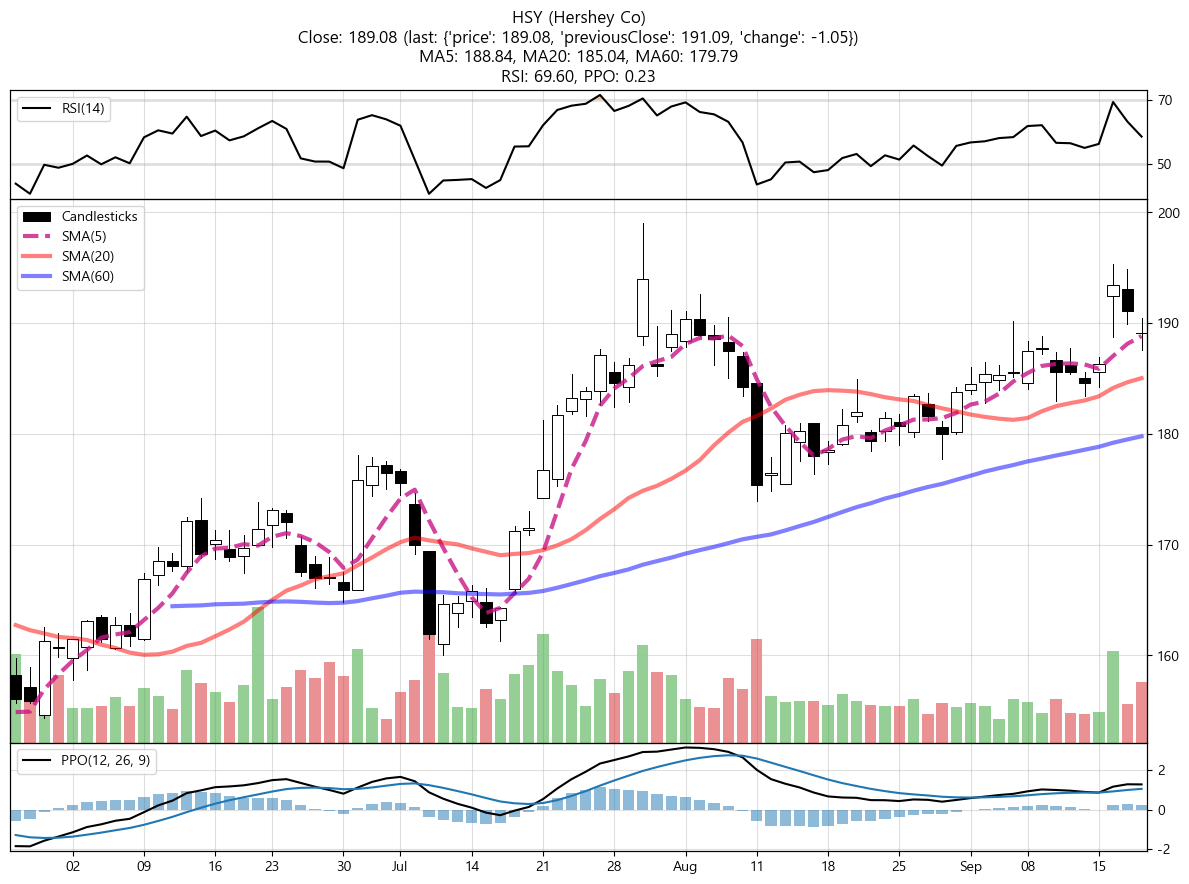 HSY (Hershey Co)
Close: 189.08 (last: {'price': 189.08, 'previousClose': 191.09, 'change': -1.05})
MA5: 188.84, MA20: 185.04, MA60: 179.79
RSI: 69.60, PPO: 0.23
RSI(14)
70
50
Candlesticks
SMA(5)
SMA(20)
SMA(60)
200
190
180
170
160
PPO(12, 26, 9)
2
0
-2
02 09 16 23 30 Jul 14 21 28 Aug 11 18 25 Sep 08 15